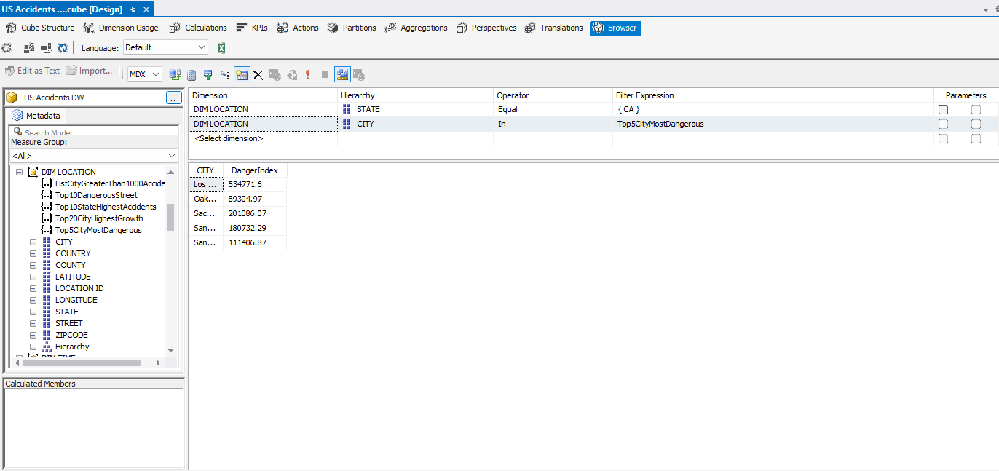 US Accidents ....cube [Design]
Cube Structure Dimension Usage Calculations KPIs Actions Partitions Aggregations Perspectives Translations Browser
Language: Default
Edit as Text Import... MDX
US Accidents DW ..
Metadata
Search Model
Measure Group:
<All>
DIM LOCATION
{..} ListCityGreaterThan1000Accide
{..} Top10DangerousStreet
{..} Top10StateHighestAccidents
{..} Top20CityHighestGrowth
{..} Top5CityMostDangerous
CITY
COUNTRY
COUNTY
LATITUDE
LOCATION ID
LONGITUDE
STATE
STREET
ZIPCODE
Hierarchy
DIM TIME
Calculated Members
Dimension Hierarchy Operator Filter Expression Parameters
DIM LOCATION STATE Equal { CA }
DIM LOCATION CITY In Top5CityMostDangerous
<Select dimension>
CITY DangerIndex
Los ... 534771.6
Oak... 89304.97
Sac... 201086.07
San... 180732.29
San... 111406.87